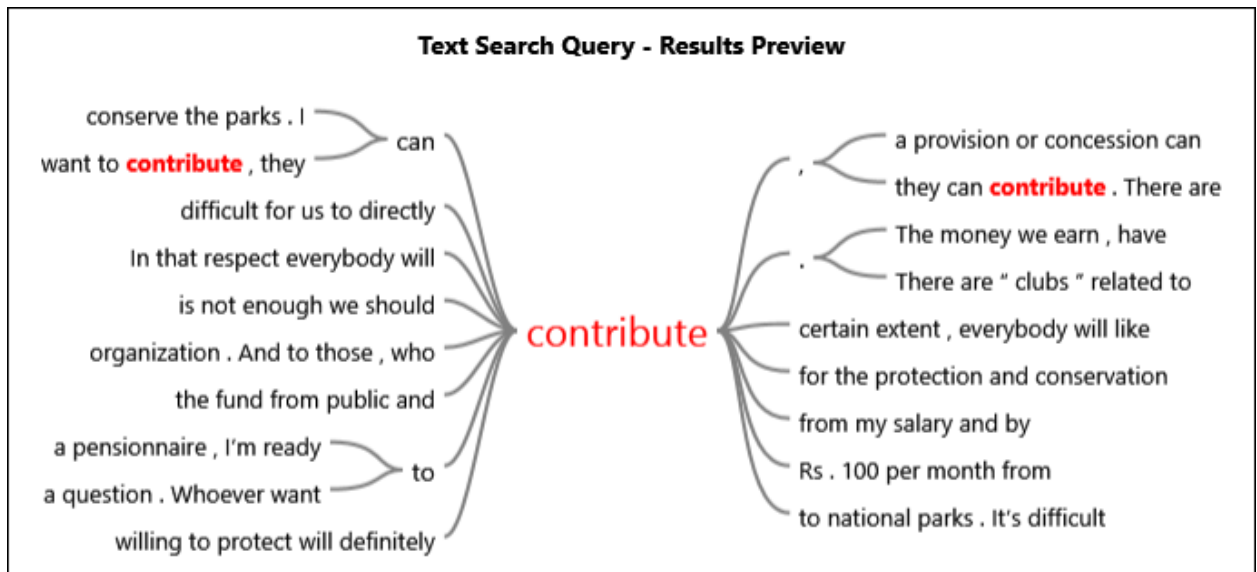 Text Search Query - Results Preview
conserve the parks . I
want to contribute , they
can
difficult for us to directly
In that respect everybody will
is not enough we should
organization . And to those , who
the fund from public and
a pensionnaire , I’m ready
a question . Whoever want
to
willing to protect will definitely
contribute
,
a provision or concession can
they can contribute . There are
.
The money we earn , have
There are “ clubs ” related to
certain extent , everybody will like
for the protection and conservation
from my salary and by
Rs . 100 per month from
to national parks . It’s difficult